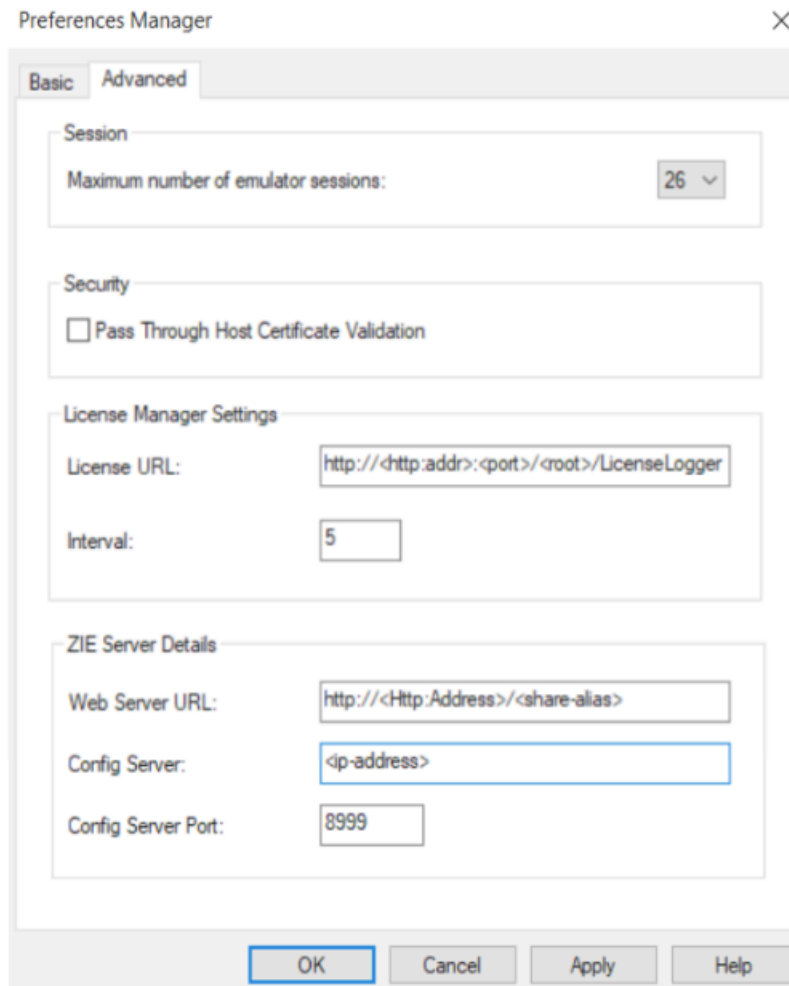 Preferences Manager
Basic
Advanced
Session
Maximum number of emulator sessions:
26
Security
Pass Through Host Certificate Validation
License Manager Settings
License URL:
http://<http:addr>:<port>/<root>/LicenseLogger
Interval:
5
ZIE Server Details
Web Server URL:
http://<Http:Address>/<share-alias>
Config Server:
<ip-address>
Config Server Port:
8999
OK
Cancel
Apply
Help